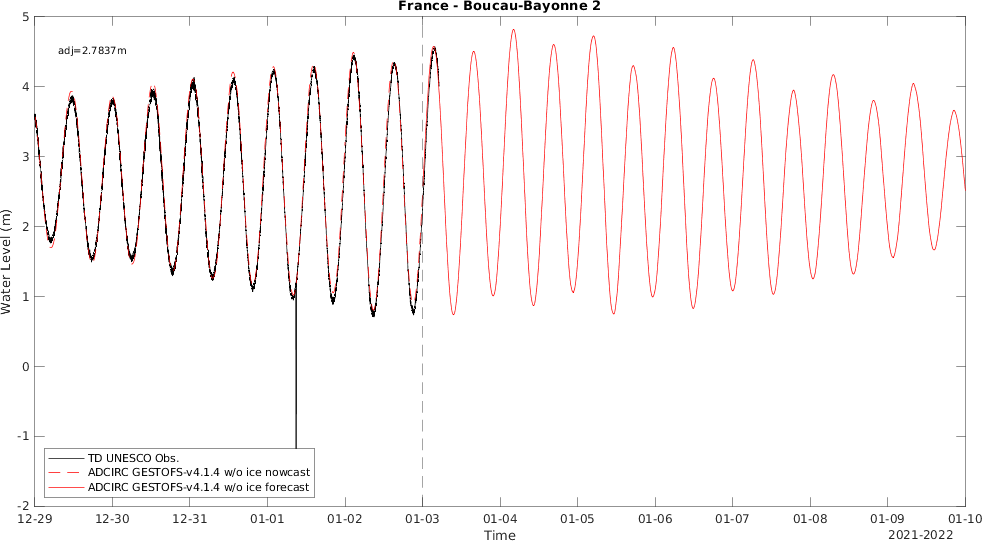 France - Boucau-Bayonne 2
adj=2.7837m
5
4
3
2
1
0
-1
-2
Water Level (m)
TD UNESCO Obs.
ADCIRC GESTOFS-v4.1.4 w/o ice nowcast
ADCIRC GESTOFS-v4.1.4 w/o ice forecast
12-29 12-30 12-31 01-01 01-02 01-03 01-04 01-05 01-06 01-07 01-08 01-09 01-10
Time
2021-2022